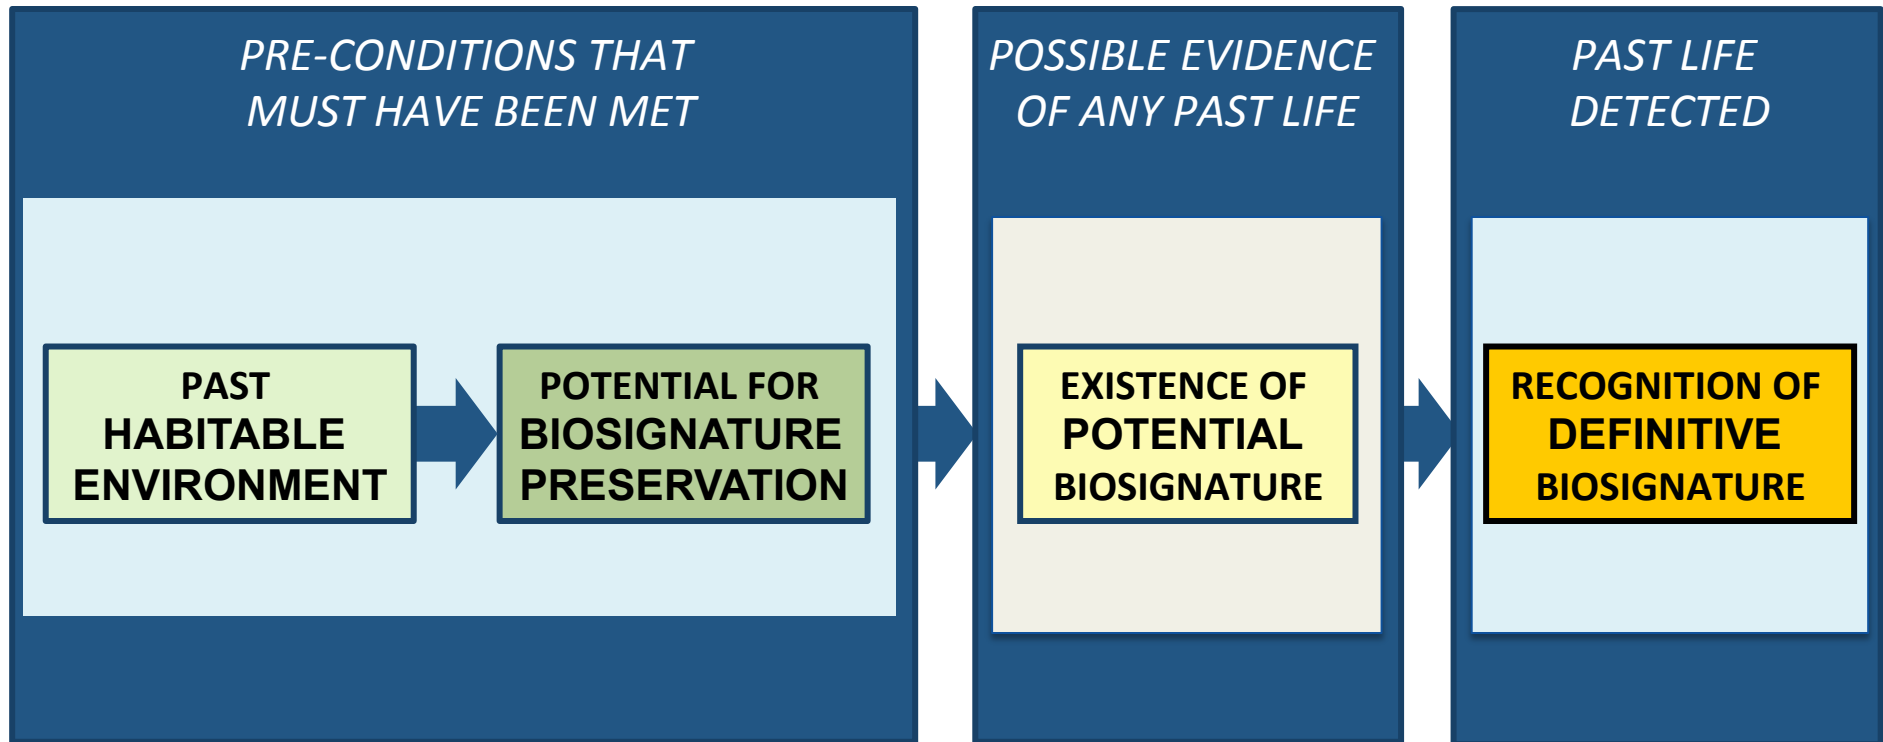 PRE-CONDITIONS THAT
MUST HAVE BEEN MET
PAST
HABITABLE
ENVIRONMENT
POTENTIAL FOR
BIOSIGNATURE
PRESERVATION
POSSIBLE EVIDENCE
OF ANY PAST LIFE
EXISTENCE OF
POTENTIAL
BIOSIGNATURE
PAST LIFE
DETECTED
RECOGNITION OF
DEFINITIVE
BIOSIGNATURE